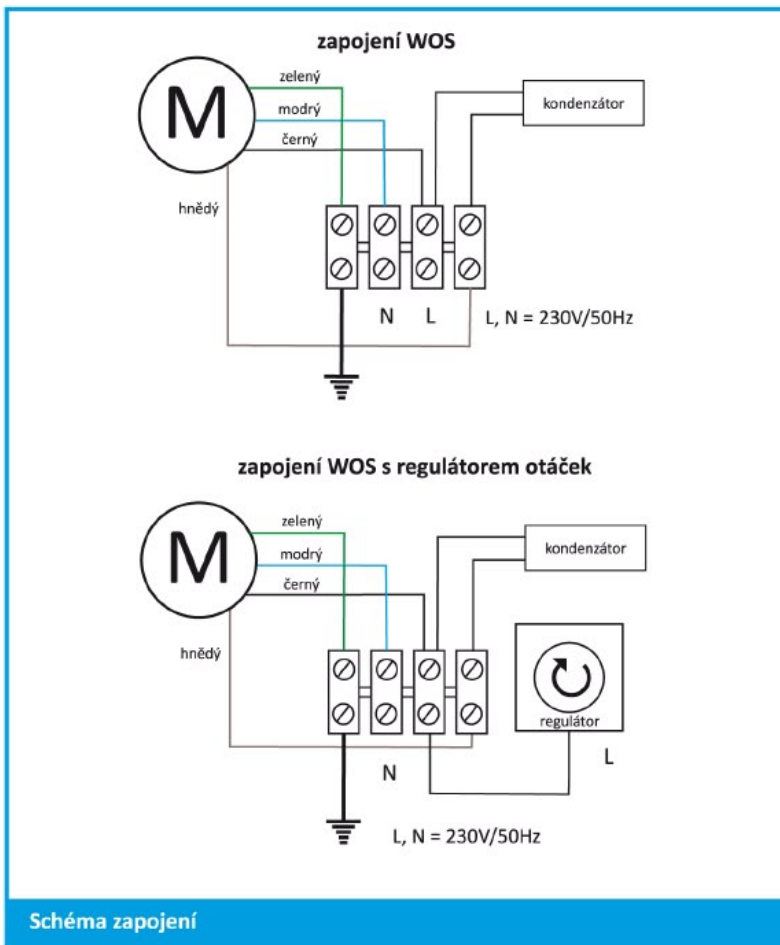 zapojení WOS
zelený
modrý
černý
hnědý
M
kondenzátor
N L
L, N = 230V/50Hz
zapojení WOS s regulátorem otáček
zelený
modrý
černý
hnědý
M
kondenzátor
regulátor
L
N
L, N = 230V/50Hz
Schéma zapojení